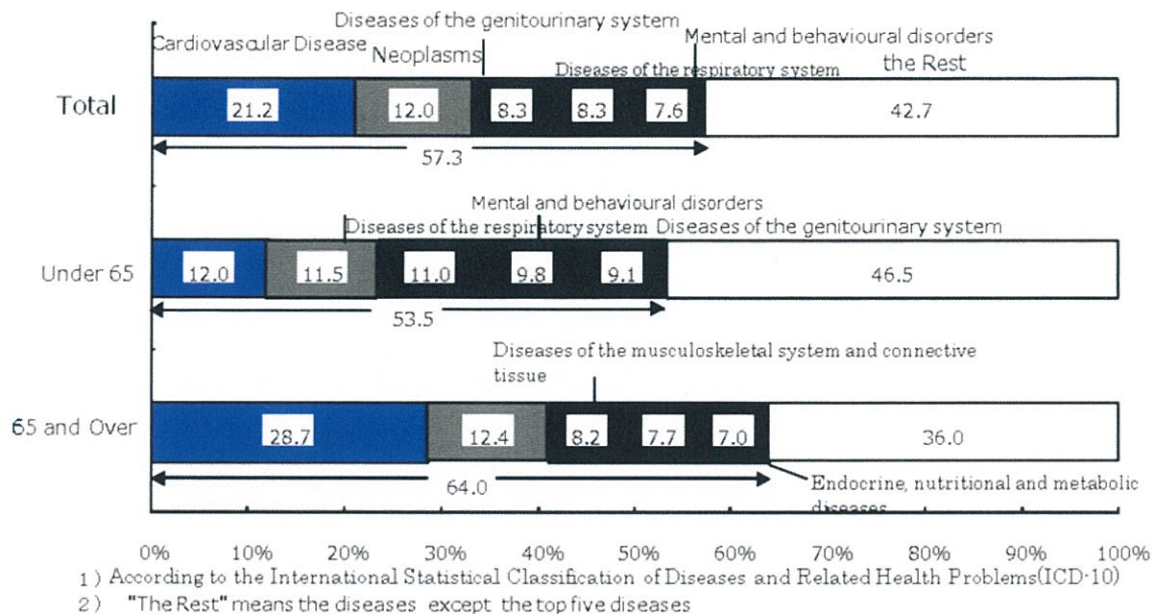 Diseases of the genitourinary system
Cardiovascular Disease
Neoplasms
Mental and behavioural disorders
Diseases of the respiratory system
the Rest
Total
21.2
12.0
8.3
8.3
7.6
42.7
57.3
Mental and behavioural disorders
Diseases of the respiratory system
Diseases of the genitourinary system
Under 65
12.0
11.5
11.0
9.8
9.1
46.5
53.5
Diseases of the musculoskeletal system and connective
tissue
65 and Over
28.7
12.4
8.2
7.7
7.0
36.0
64.0
Endocrine, nutritional and metabolic
diseases
0%
10%
20%
30%
40%
50%
60%
70%
80%
90%
100%
1) According to the International Statistical Classification of Diseases and Related Health Problems(ICD-10)
2) "The Rest" means the diseases except the top five diseases